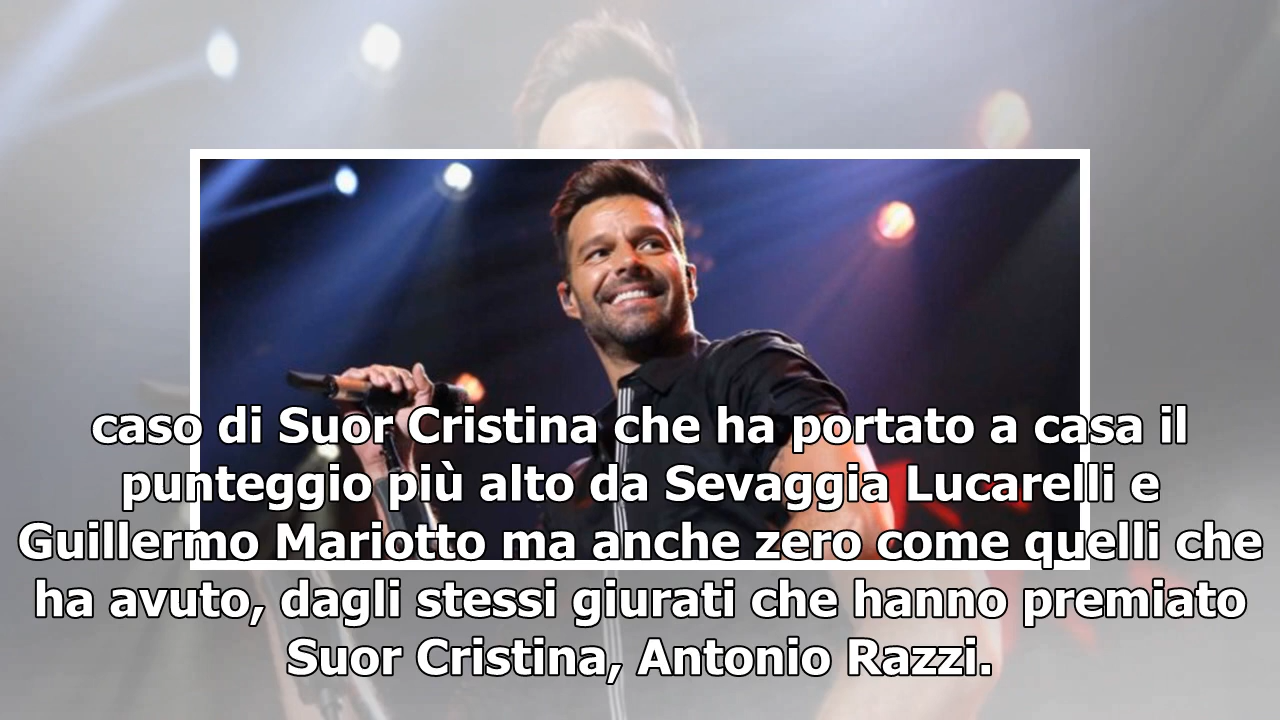 caso di Suor Cristina che ha portato a casa il
punteggio più alto da Sevaggia Lucarelli e
Guillermo Mariotto ma anche zero come quelli che
ha avuto, dagli stessi giurati che hanno premiato
Suor Cristina, Antonio Razzi.